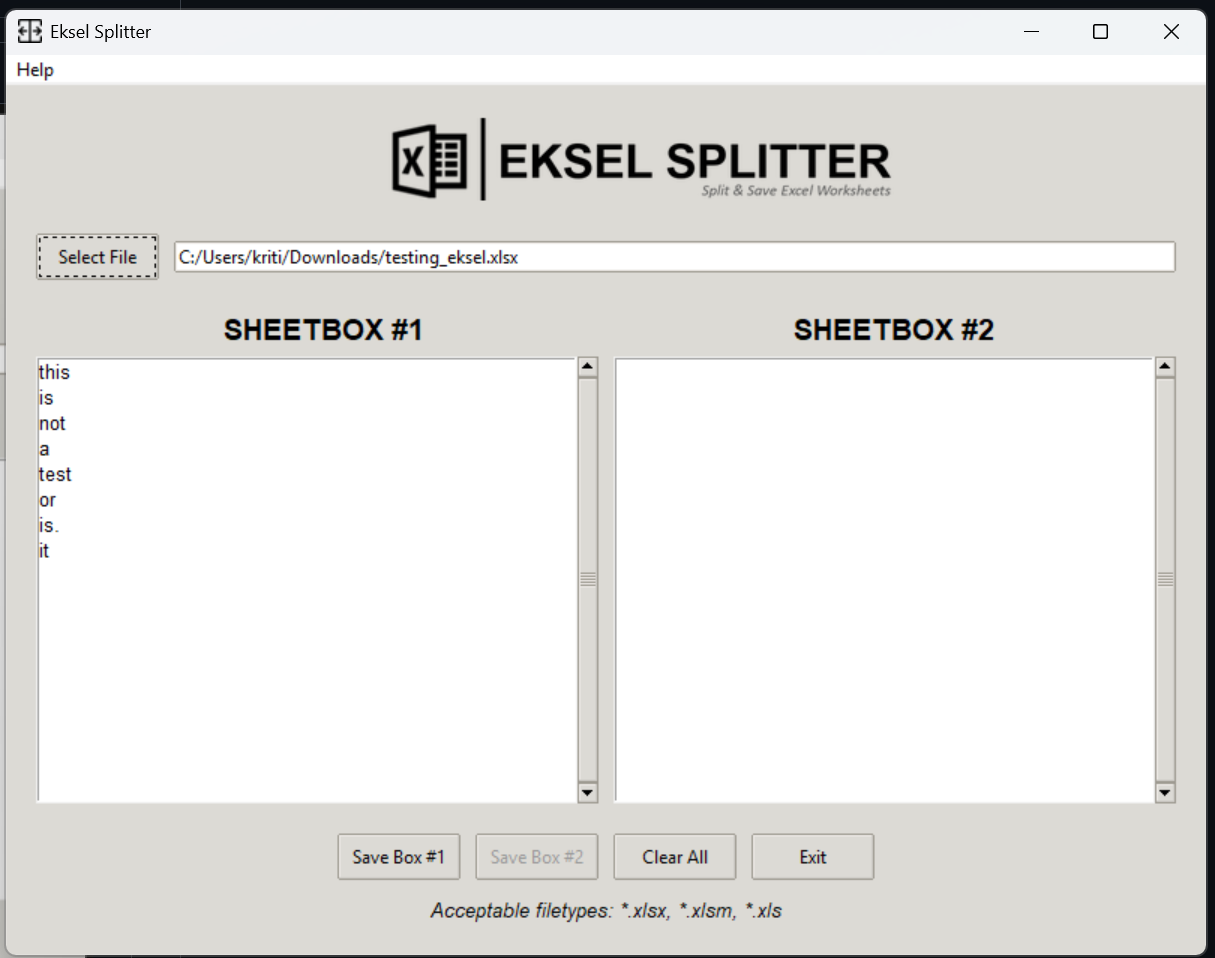 Eksel Splitter
Help
X
EKSEL SPLITTER
Split & Save Excel Worksheets
Select File
C:/Users/kriti/Downloads/testing_eksel.xlsx
SHEETBOX #1
SHEETBOX #2
this
is
not
a
test
or
is.
it
Save Box #1
Save Box #2
Clear All
Exit
Acceptable filetypes: *.xlsx, *.xlsm, *.xls